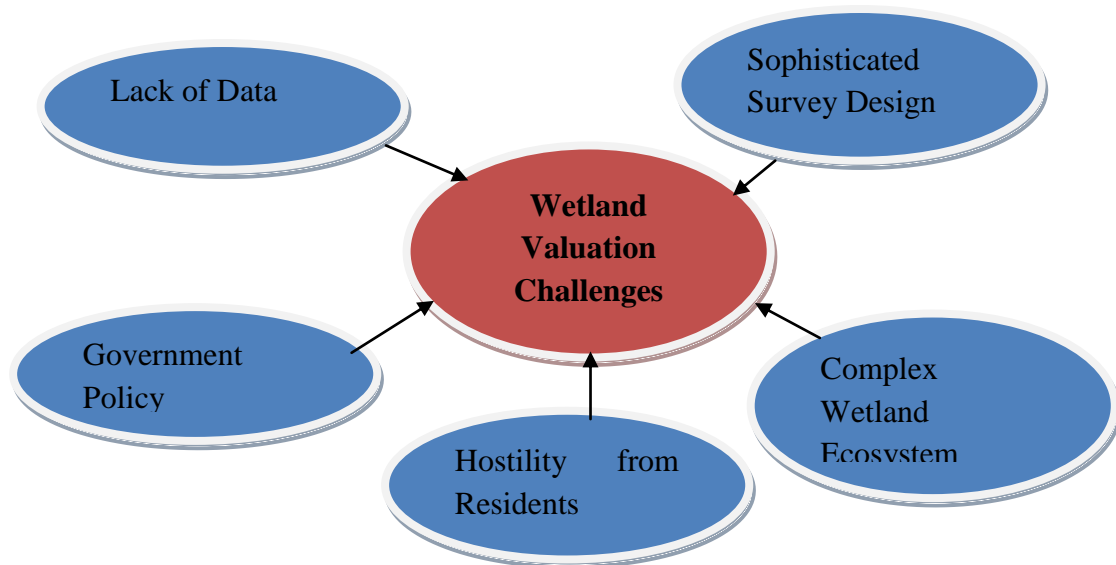 Lack of Data
Sophisticated
Survey Design
Wetland
Valuation
Challenges
Government
Policy
Complex
Wetland
Ecosystem
Hostility from
Residents